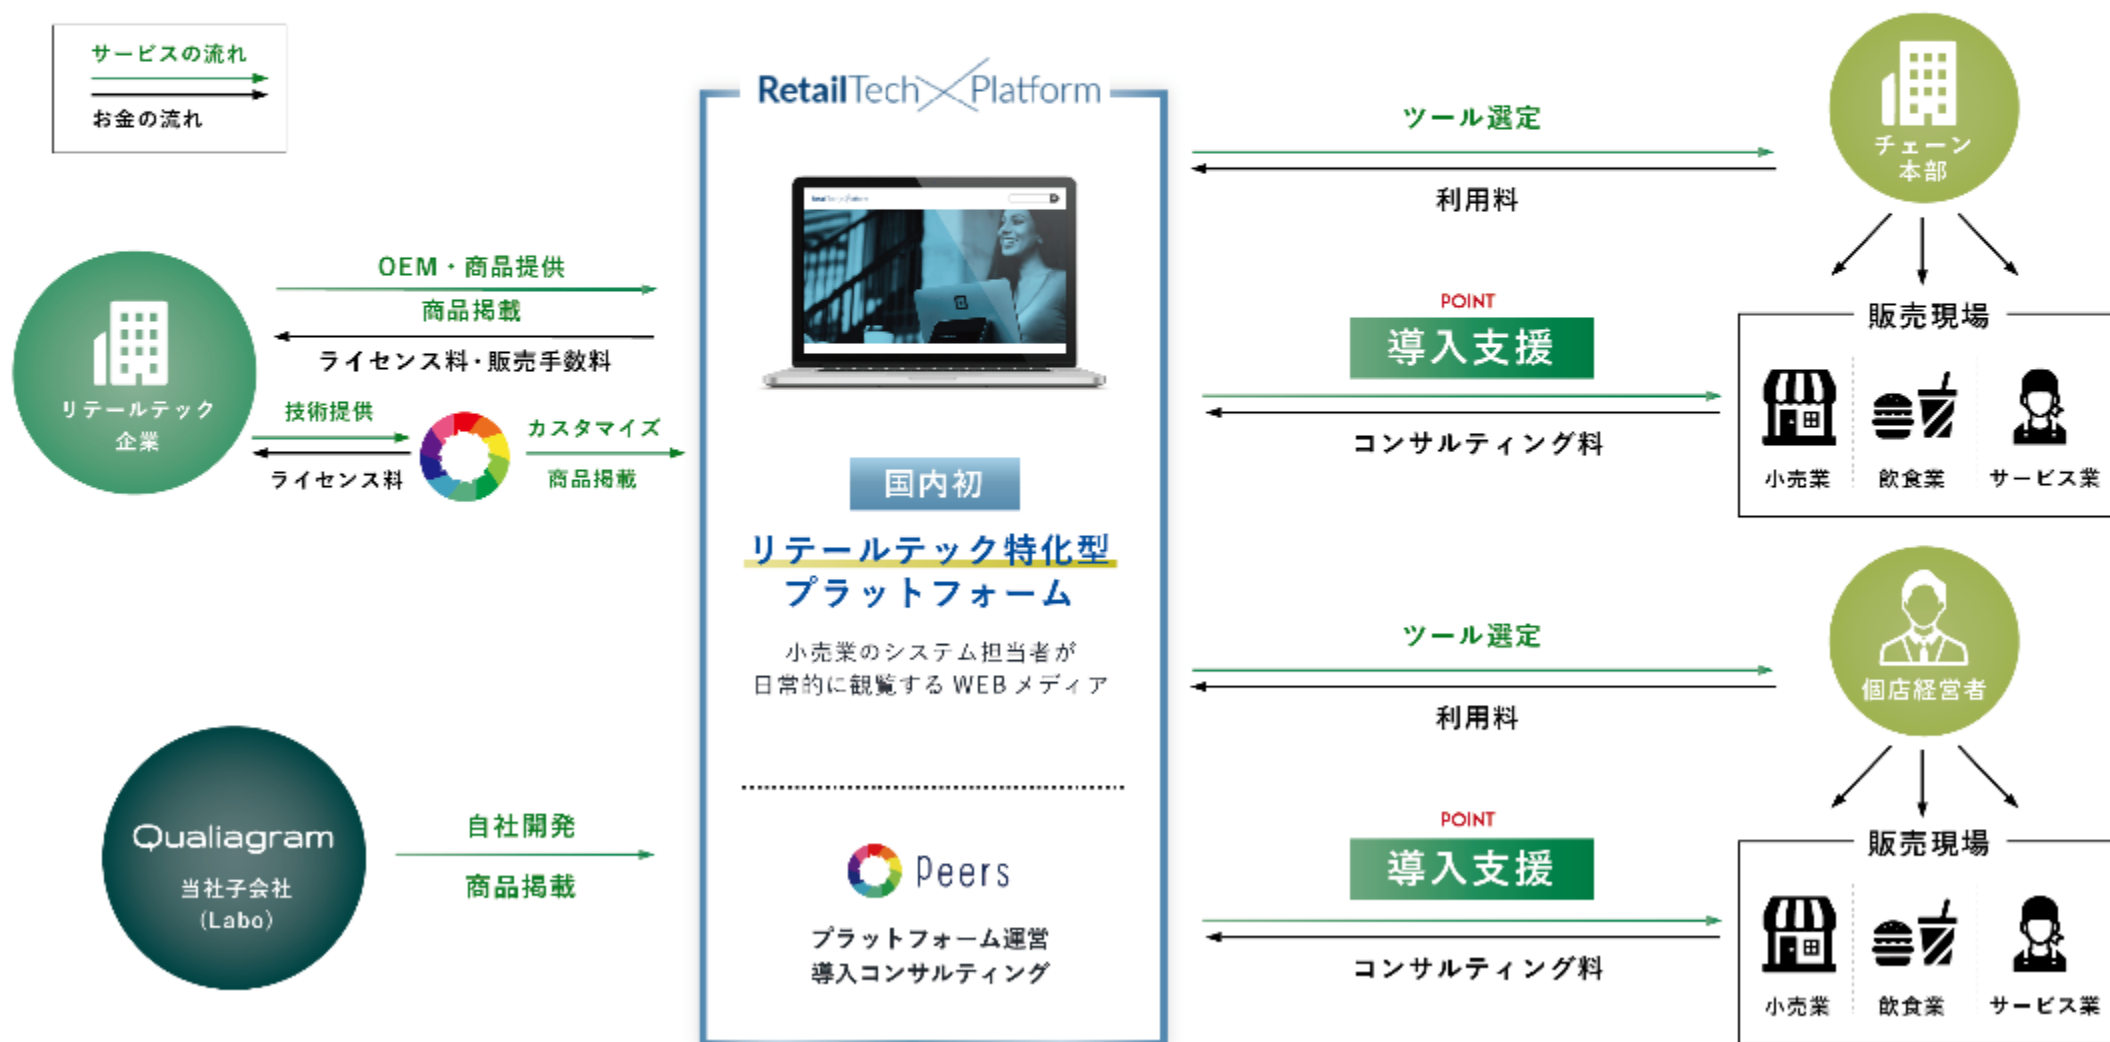 サービスの流れ
お金の流れ
RetailTech Platform
OEM・商品提供
商品掲載
ライセンス料・販売手数料
リテールテック
企業
技術提供
ライセンス料
カスタマイズ
商品掲載
Qualiagram
当社子会社
(Labo)
自社開発
商品掲載
国内初
リテールテック特化型
プラットフォーム
小売業のシステム担当者が
日常的に観覧する WEB メディア
Peers
プラットフォーム運営
導入コンサルティング
ツール選定
利用料
チェーン
本部
POINT
導入支援
コンサルティング料
販売現場
小売業
飲食業
サービス業
ツール選定
利用料
個店経営者
POINT
導入支援
コンサルティング料
販売現場
小売業
飲食業
サービス業